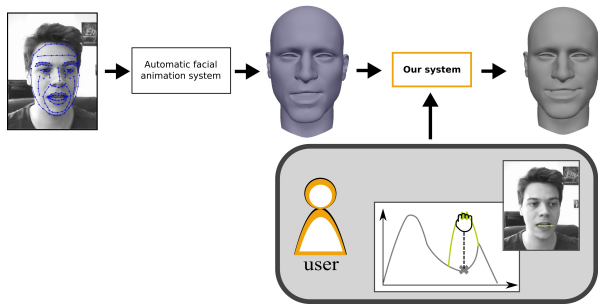 Automatic facial
animation system
Our system
user